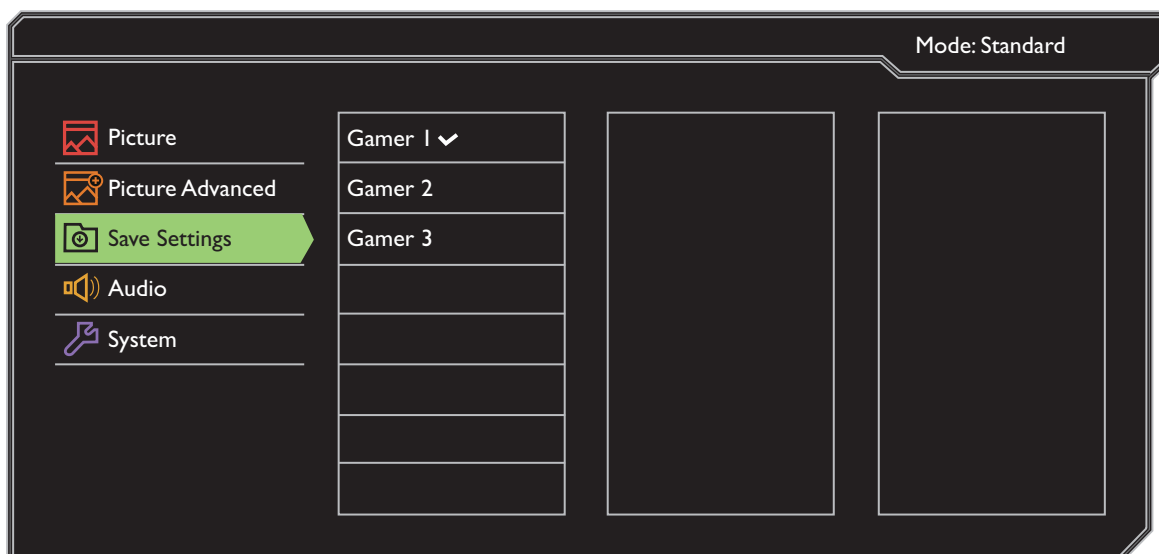 Mode: Standard
Picture
Picture Advanced
Save Settings
Audio
System
Gamer 1
Gamer 2
Gamer 3